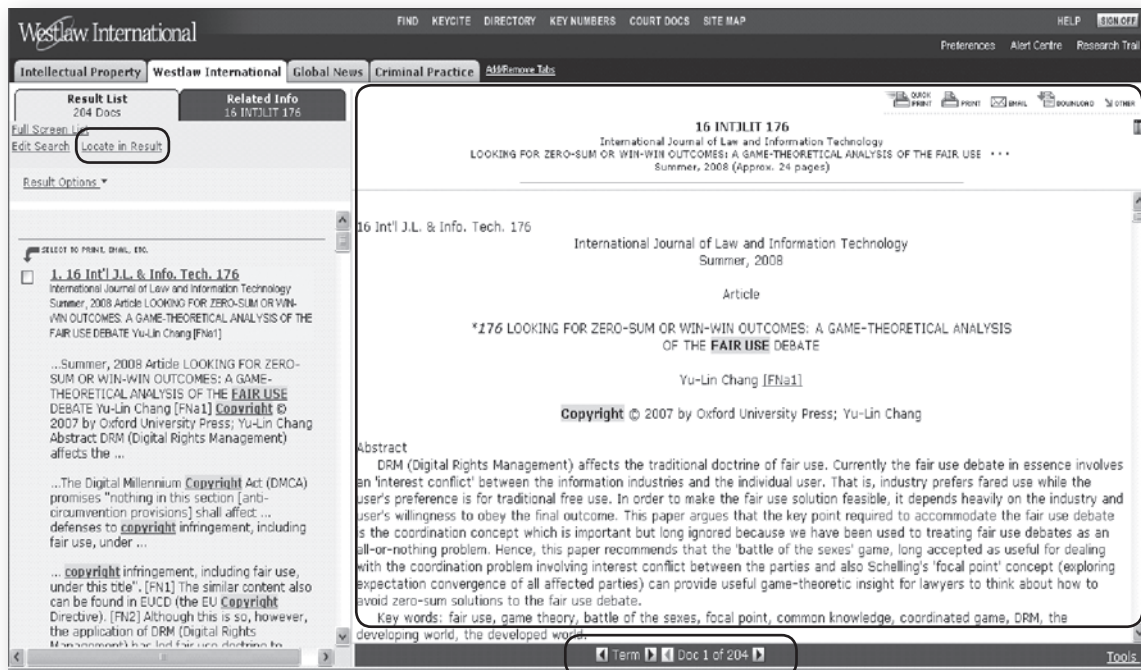 Westlaw International
FIND KEYCITE DIRECTORY KEY NUMBERS COURT DOCS SITE MAP
HELP SIGN OFF
Preferences Alert Centre Research Trail
Intellectual Property Westlaw International Global News Criminal Practice Add/Remove Tabs
Result List
204 Docs
Related Info
16 INTJLIT 176
Full Screen List
Edit Search Locate in Result
Result Options
SELECT TO PRINT, EMAIL, ETC.
1. 16 Int'l J.L. & Info. Tech. 176
International Journal of Law and Information Technology
Summer, 2008 Article LOOKING FOR ZERO-SUM OR WIN-
WIN OUTCOMES: A GAME-THEORETICAL ANALYSIS OF THE
FAIR USE DEBATE Yu-Lin Chang [FNa1]
...Summer, 2008 Article LOOKING FOR ZERO-
SUM OR WIN-WIN OUTCOMES: A GAME-
THEORETICAL ANALYSIS OF THE FAIR USE
DEBATE Yu-Lin Chang [FNa1] Copyright ©
2007 by Oxford University Press; Yu-Lin Chang
Abstract DRM (Digital Rights Management)
affects the ...
...The Digital Millennium Copyright Act (DMCA)
promises "nothing in this section [anti-
circumvention provisions] shall affect ...
defenses to copyright infringement, including
fair use, under ...
... copyright infringement, including fair use,
under this title". [FN1] The similar content also
can be found in EUCD (the EU Copyright
Directive). [FN2] Although this is so, however,
the application of DRM (Digital Rights
Management) has led fair use doctrine to
QUICK PRINT PRINT EMAIL DOWNLOAD OTHER
16 INTJLIT 176
International Journal of Law and Information Technology
LOOKING FOR ZERO-SUM OR WIN-WIN OUTCOMES: A GAME-THEORETICAL ANALYSIS OF THE FAIR USE ...
Summer, 2008 (Approx. 24 pages)
16 Int'l J.L. & Info. Tech. 176
International Journal of Law and Information Technology
Summer, 2008
Article
*176 LOOKING FOR ZERO-SUM OR WIN-WIN OUTCOMES: A GAME-THEORETICAL ANALYSIS
OF THE FAIR USE DEBATE
Yu-Lin Chang [FNa1]
Copyright © 2007 by Oxford University Press; Yu-Lin Chang
Abstract
DRM (Digital Rights Management) affects the traditional doctrine of fair use. Currently the fair use debate in essence involves
an 'interest conflict' between the information industries and the individual user. That is, industry prefers fared use while the
user's preference is for traditional free use. In order to make the fair use solution feasible, it depends heavily on the industry and
user's willingness to obey the final outcome. This paper argues that the key point required to accommodate the fair use debate
is the coordination concept which is important but long ignored because we have been used to treating fair use debates as an
all-or-nothing problem. Hence, this paper recommends that the 'battle of the sexes' game, long accepted as useful for dealing
with the coordination problem involving interest conflict between the parties and also Schelling's 'focal point' concept (exploring
expectation convergence of all affected parties) can provide useful game-theoretic insight for lawyers to think about how to
avoid zero-sum solutions to the fair use debate.
Key words: fair use, game theory, battle of the sexes, focal point, common knowledge, coordinated game, DRM, the
developing world, the developed world.
Term Doc 1 of 204
Tools